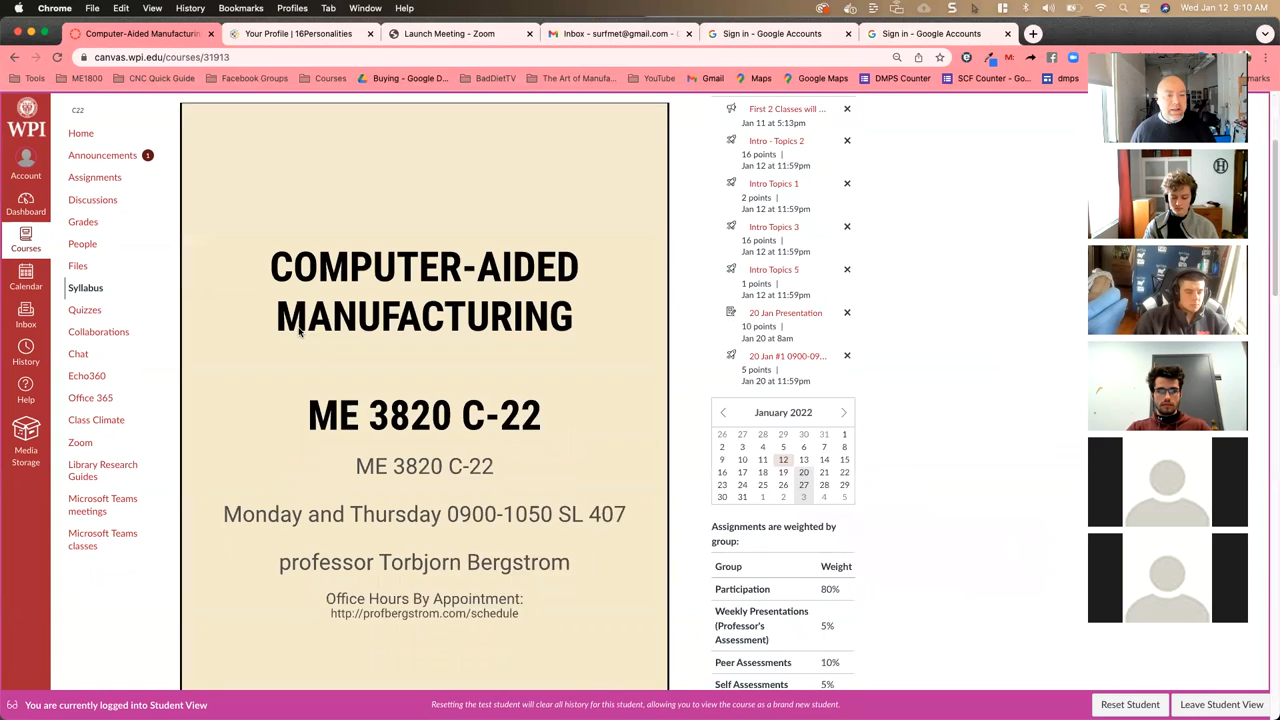 Chrome File Edit View History Bookmarks People Tab Window Help
Computer-Aided Manufacturin
Your Profile | 16Personalities
Launch Meeting - Zoom
Inbox - surfmet@gmail.com -
Sign in - Google Accounts
Sign in - Google Accounts
canvas.wpi.edu/courses/31913
Tools
ME1800
CNC Quick Guide
Facebook Groups
Courses
Buying - Google D...
BadDietTV
The Art of Manufa...
YouTube
Gmail
Maps
Google Maps
DMPS Counter
SCF Counter - Go...
dmps
marks
WPI
Account
Dashboard
Courses
Calendar
Inbox
History
Help
Media
Storage
C22
Home
Announcements 1
Assignments
Discussions
Grades
People
Files
Syllabus
Quizzes
Collaborations
Chat
Echo360
Office 365
Class Climate
Zoom
Library Research
Guides
Microsoft Teams
meetings
Microsoft Teams
classes
COMPUTER-AIDED
MANUFACTURING
ME 3820 C-22
ME 3820 C-22
Monday and Thursday 0900-1050 SL 407
professor Torbjorn Bergstrom
Office Hours By Appointment:
http://profbergstrom.com/schedule
First 2 Classes will ...
Jan 11 at 5:13pm
Intro - Topics 2
16 points |
Jan 12 at 11:59pm
Intro Topics 1
2 points |
Jan 12 at 11:59pm
Intro Topics 3
16 points |
Jan 12 at 11:59pm
Intro Topics 5
1 points |
Jan 12 at 11:59pm
20 Jan Presentation
10 points |
Jan 20 at 8am
20 Jan #1 0900-09...
5 points |
Jan 20 at 11:59pm
January 2022
26 27 28 29 30 31 1
2 3 4 5 6 7 8
9 10 11 12 13 14 15
16 17 18 19 20 21 22
23 24 25 26 27 28 29
30 31 1 2 3 4 5
Assignments are weighted by
group:
Group Weight
Participation 80%
Weekly Presentations
(Professor's 5%
Assessment)
Peer Assessments 10%
Self Assessments 5%
H
You are currently logged into Student View
Resetting the test student will clear all history for this student, allowing you to view the course as a brand new student.
Reset Student
Leave Student View